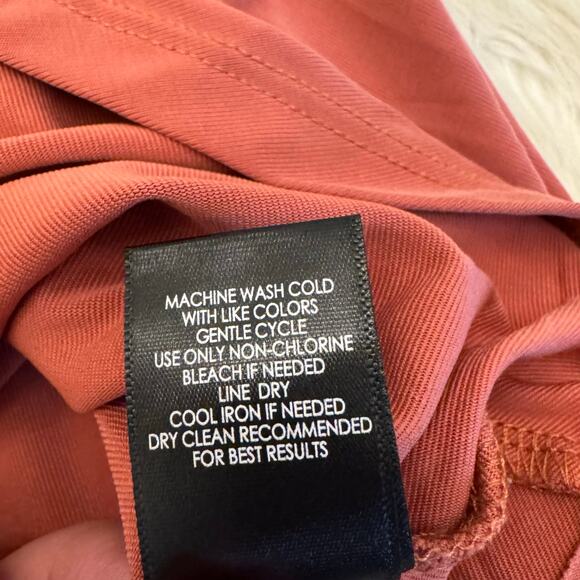 MACHINE WASH COLD
WITH LIKE COLORS
GENTLE CYCLE
USE ONLY NON-CHLORINE
BLEACH IF NEEDED
LINE DRY
COOL IRON IF NEEDED
DRY CLEAN RECOMMENDED
FOR BEST RESULTS